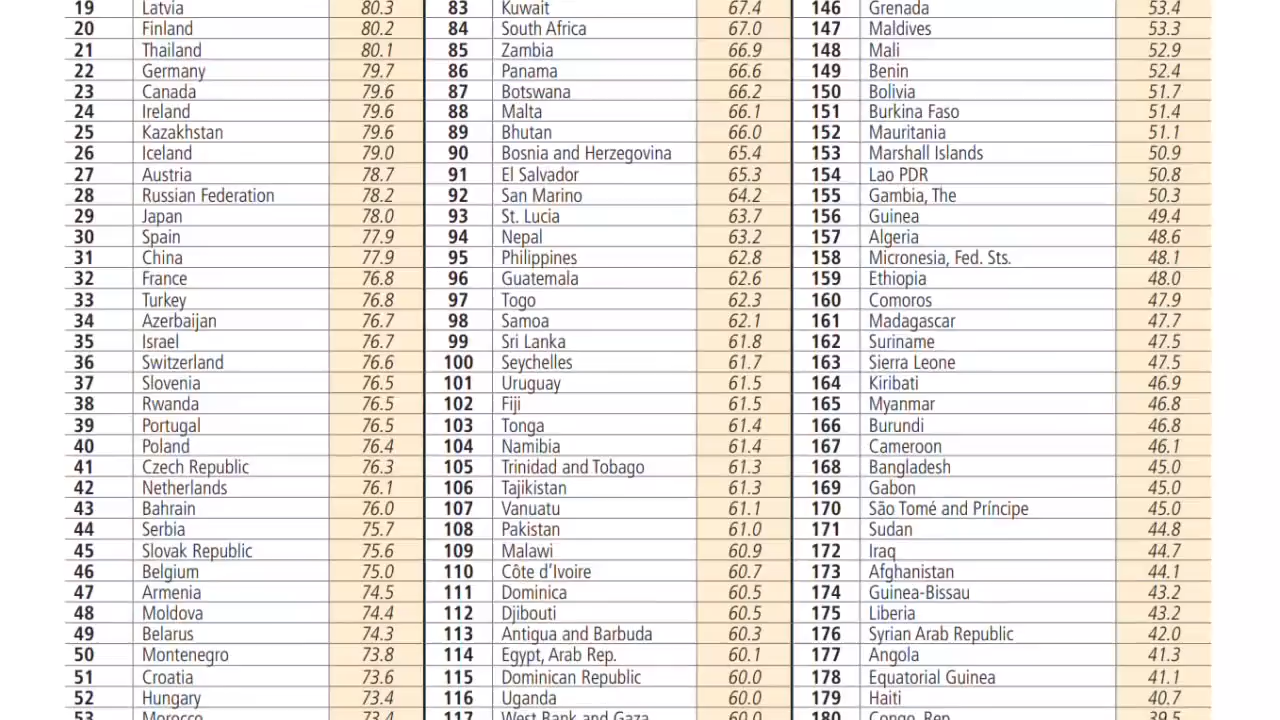 19 Latvia 80.3 83 Kuwait 67.4 146 Grenada 53.4
20 Finland 80.2 84 South Africa 67.0 147 Maldives 53.3
21 Thailand 80.1 85 Zambia 66.9 148 Mali 52.9
22 Germany 79.7 86 Panama 66.6 149 Benin 52.4
23 Canada 79.6 87 Botswana 66.2 150 Bolivia 51.7
24 Ireland 79.6 88 Malta 66.1 151 Burkina Faso 51.4
25 Kazakhstan 79.6 89 Bhutan 66.0 152 Mauritania 51.1
26 Iceland 79.0 90 Bosnia and Herzegovina 65.4 153 Marshall Islands 50.9
27 Austria 78.7 91 El Salvador 65.3 154 Lao PDR 50.8
28 Russian Federation 78.2 92 San Marino 64.2 155 Gambia, The 50.3
29 Japan 78.0 93 St. Lucia 63.7 156 Guinea 49.4
30 Spain 77.9 94 Nepal 63.2 157 Algeria 48.6
31 China 77.9 95 Philippines 62.8 158 Micronesia, Fed. Sts. 48.1
32 France 76.8 96 Guatemala 62.6 159 Ethiopia 48.0
33 Turkey 76.8 97 Togo 62.3 160 Comoros 47.9
34 Azerbaijan 76.7 98 Samoa 62.1 161 Madagascar 47.7
35 Israel 76.7 99 Sri Lanka 61.8 162 Suriname 47.5
36 Switzerland 76.6 100 Seychelles 61.7 163 Sierra Leone 47.5
37 Slovenia 76.5 101 Uruguay 61.5 164 Kiribati 46.9
38 Rwanda 76.5 102 Fiji 61.5 165 Myanmar 46.8
39 Portugal 76.5 103 Tonga 61.4 166 Burundi 46.8
40 Poland 76.4 104 Namibia 61.4 167 Cameroon 46.1
41 Czech Republic 76.3 105 Trinidad and Tobago 61.3 168 Bangladesh 45.0
42 Netherlands 76.1 106 Tajikistan 61.3 169 Gabon 45.0
43 Bahrain 76.0 107 Vanuatu 61.1 170 São Tomé and Príncipe 45.0
44 Serbia 75.7 108 Pakistan 61.0 171 Sudan 44.8
45 Slovak Republic 75.6 109 Malawi 60.9 172 Iraq 44.7
46 Belgium 75.0 110 Côte d’Ivoire 60.7 173 Afghanistan 44.1
47 Armenia 74.5 111 Dominica 60.5 174 Guinea-Bissau 43.2
48 Moldova 74.4 112 Djibouti 60.5 175 Liberia 43.2
49 Belarus 74.3 113 Antigua and Barbuda 60.3 176 Syrian Arab Republic 42.0
50 Montenegro 73.8 114 Egypt, Arab Rep. 60.1 177 Angola 41.3
51 Croatia 73.6 115 Dominican Republic 60.0 178 Equatorial Guinea 41.1
52 Hungary 73.4 116 Uganda 60.0 179 Haiti 40.7
53 Morocco 73.4 117 West Bank and Gaza 60.0 180 Congo, Rep. 39.5